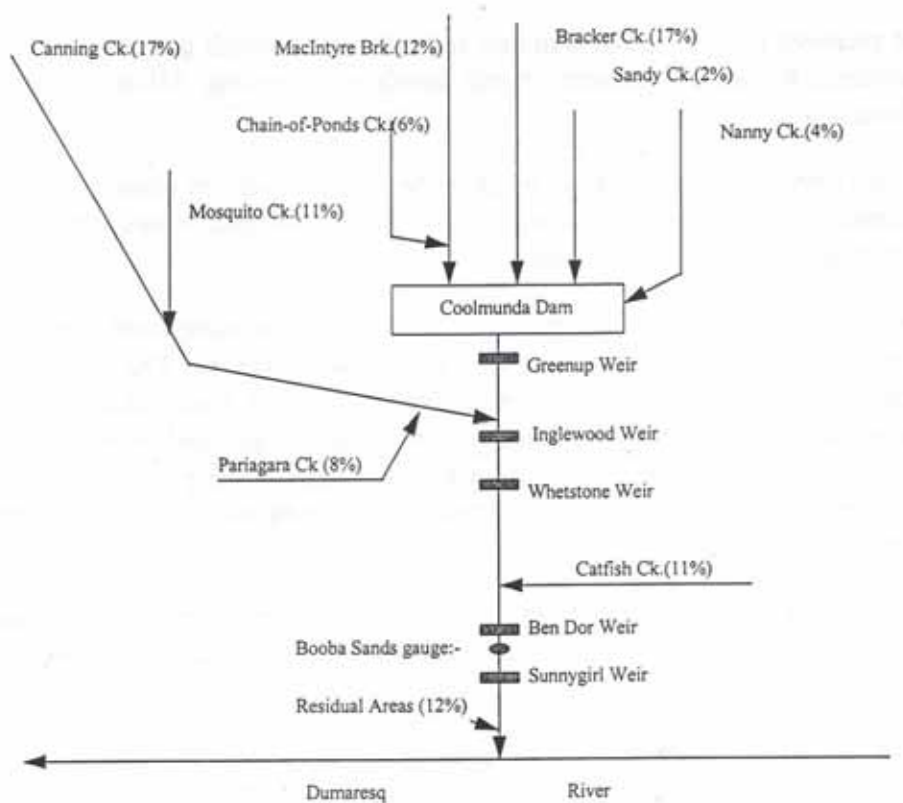 Canning Ck.(17%)
MacIntyre Brk.(12%)
Bracker Ck.(17%)
Sandy Ck.(2%)
Chain-of-Ponds Ck.(6%)
Nanny Ck.(4%)
Mosquito Ck.(11%)
Coolmunda Dam
Greenup Weir
Inglewood Weir
Pariagara Ck (8%)
Whetstone Weir
Catfish Ck.(11%)
Ben Dor Weir
Booba Sands gauge:-
Sunnygirl Weir
Residual Areas (12%)
Dumaresq River